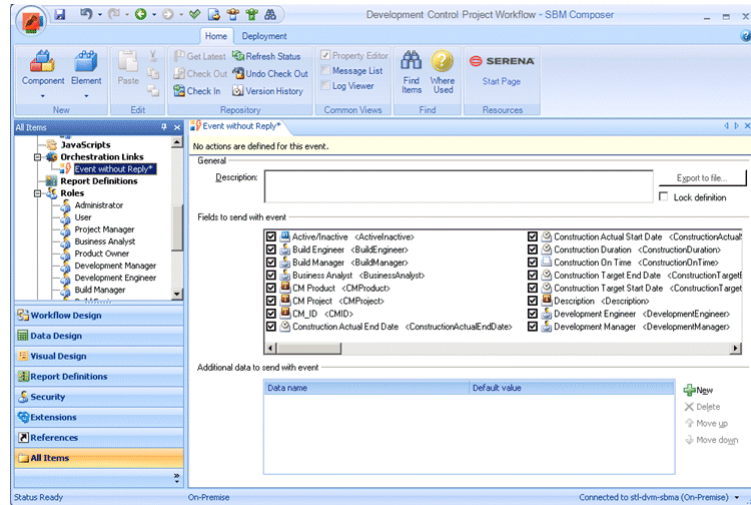 Development Control Project Workflow - SBM Composer
Home Deployment
Component Element Paste
Get Latest Refresh Status
Check Out Undo Check Out
Check In Version History
Property Editor
Message List
Log Viewer
Find Items Where Used
SERENA
Start Page
New Edit Repository Common Views Find Resources
All Items
JavaScripts
Orchestration Links
Event without Reply*
Report Definitions
Roles
Administrator
User
Project Manager
Business Analyst
Product Owner
Development Manager
Development Engineer
Build Manager
Workflow Design
Data Design
Visual Design
Report Definitions
Security
Extensions
References
All Items
Event without Reply*
No actions are defined for this event.
General
Description:
Export to file...
Lock definition
Fields to send with event
Active/Inactive <ActiveInactive>
Build Engineer <BuildEngineer>
Build Manager <BuildManager>
Business Analyst <BusinessAnalyst>
CM Product <CMProduct>
CM Project <CMProject>
CM_ID <CMID>
Construction Actual End Date <ConstructionActualEndDate>
Construction Actual Start Date <ConstructionActual
Construction Duration <ConstructionDuration>
Construction On Time <ConstructionOnTime>
Construction Target End Date <ConstructionTargetE
Construction Target Start Date <ConstructionTarget
Description <Description>
Development Engineer <DevelopmentEngineer>
Development Manager <DevelopmentManager>
Additional data to send with event
Data name Default value
New
Delete
Move up
Move down
Status Ready On-Premise Connected to stl-dvm-sbma (On-Premise)